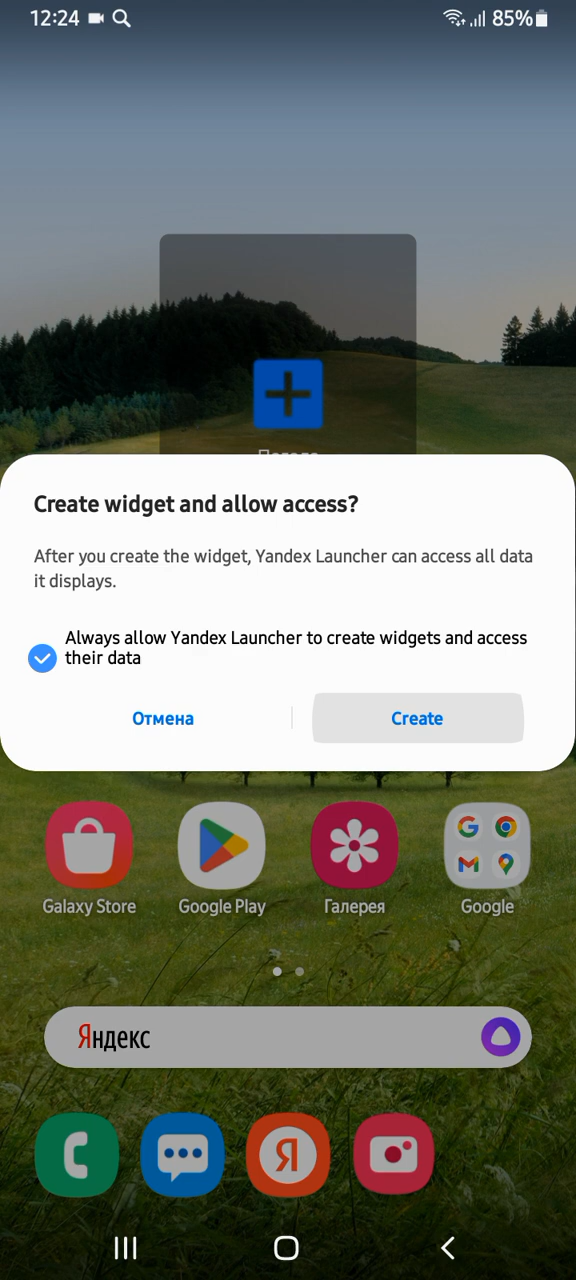 12:24
85%
Create widget and allow access?
After you create the widget, Yandex Launcher can access all data
it displays.
Always allow Yandex Launcher to create widgets and access
their data
Отмена
Create
Galaxy Store
Google Play
Галерея
Google
Яндекс
Я